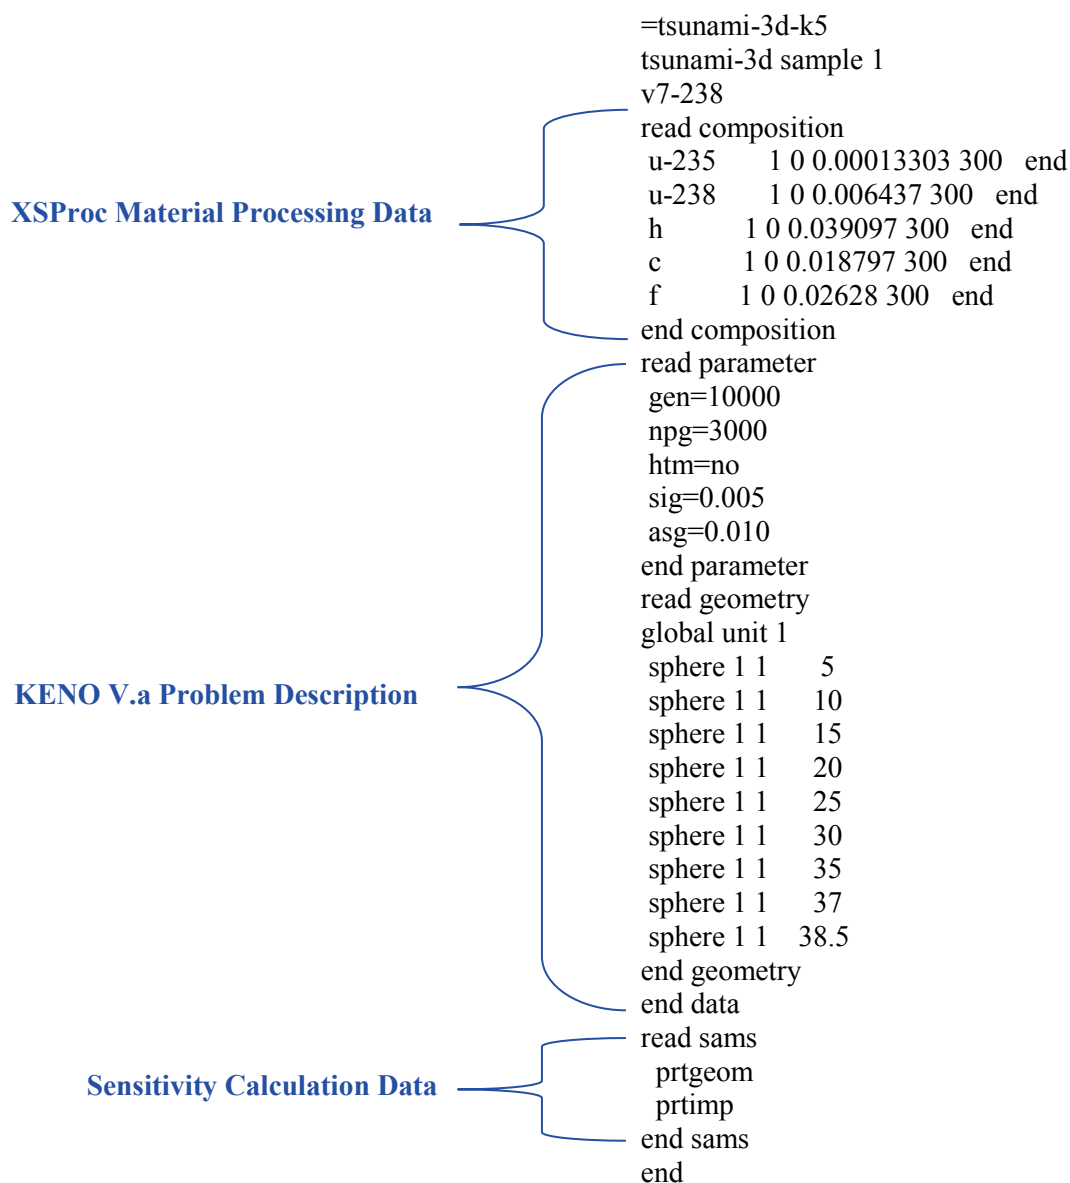 =tsunami-3d-k5
tsunami-3d sample 1
v7-238
read composition
u-235 1 0 0.00013303 300 end
u-238 1 0 0.006437 300 end
XSProc Material Processing Data
h 1 0 0.039097 300 end
c 1 0 0.018797 300 end
f 1 0 0.02628 300 end
end composition
read parameter
gen=10000
npg=3000
htm=no
sig=0.005
asg=0.010
end parameter
read geometry
global unit 1
sphere 1 1 5
KENO V.a Problem Description
sphere 1 1 10
sphere 1 1 15
sphere 1 1 20
sphere 1 1 25
sphere 1 1 30
sphere 1 1 35
sphere 1 1 37
sphere 1 1 38.5
end geometry
end data
read sams
prtgeom
Sensitivity Calculation Data
prtimp
end sams
end